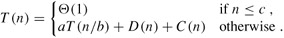 T(n) = { Θ(1) if n ≤ c ,
aT(n/b) + D(n) + C(n) otherwise .